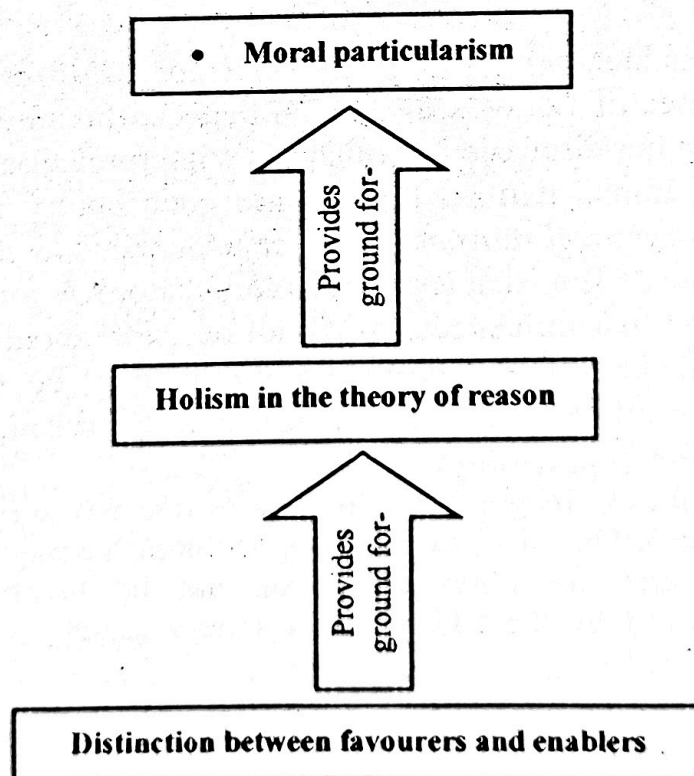 • Moral particularism
Provides
ground for-
Holism in the theory of reason
Provides
ground for-
Distinction between favourers and enablers